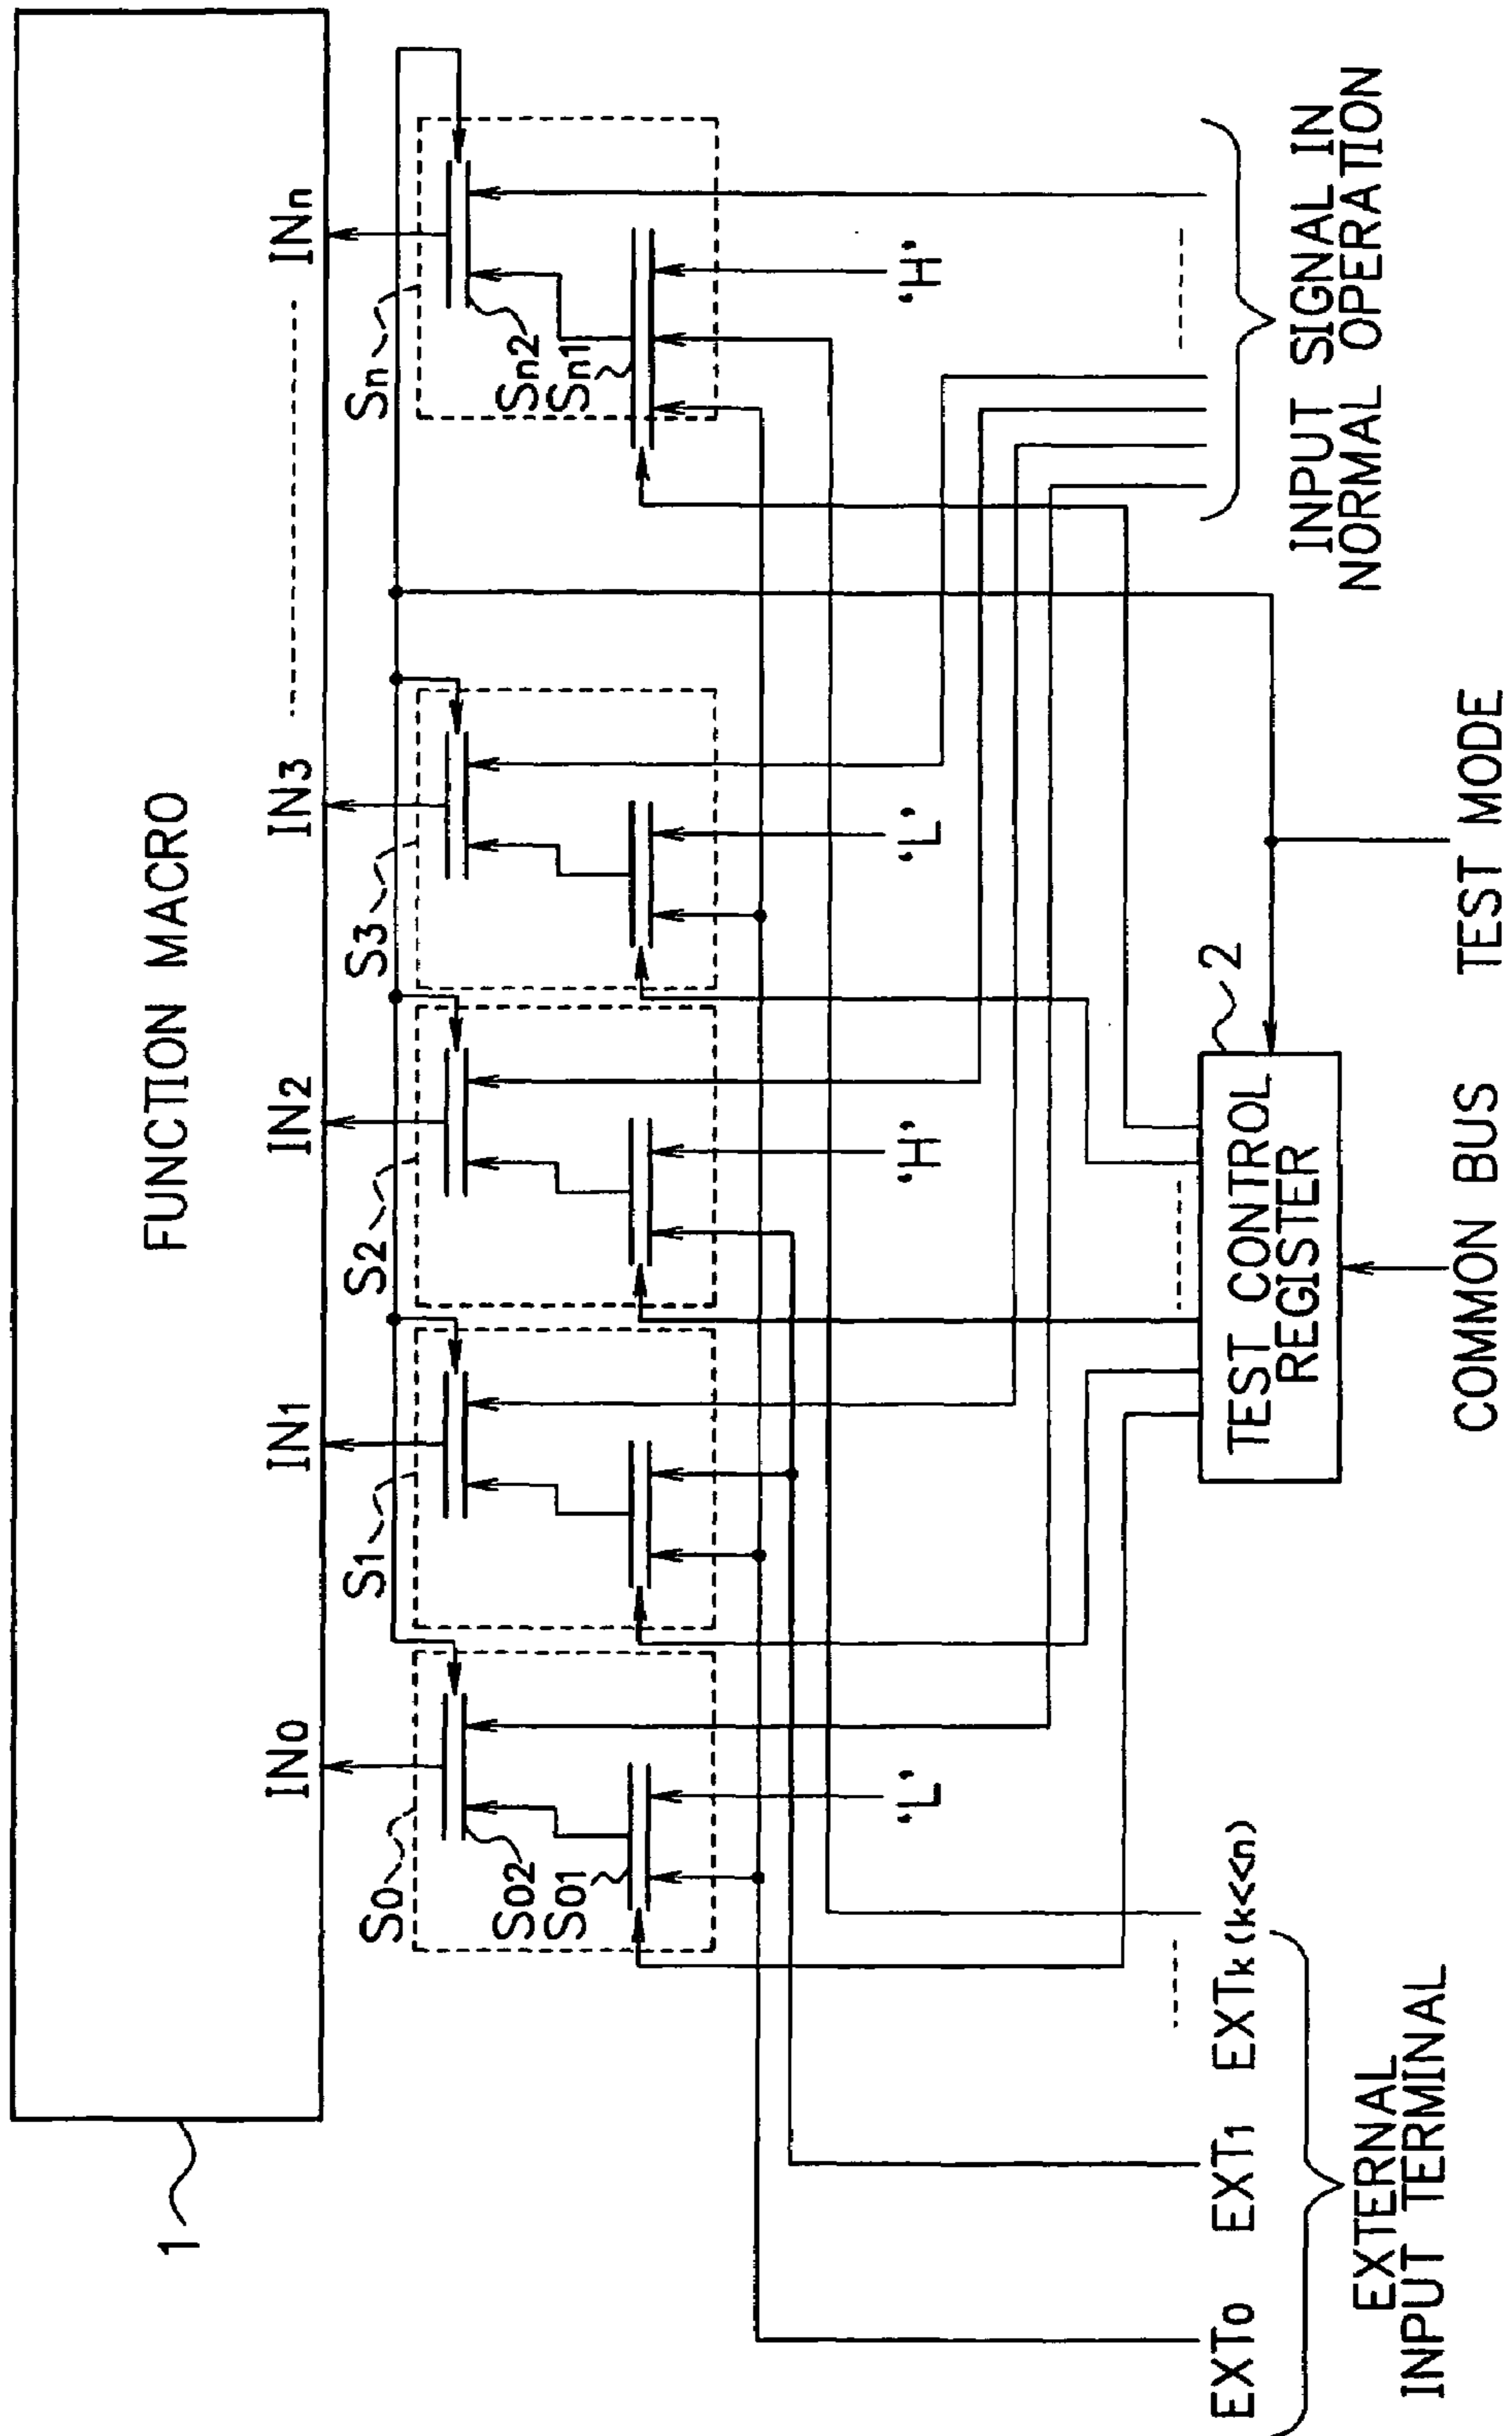 1
FUNCTION MACRO
IN0
IN1
IN2
IN3
INn
S0
S1
S2
S3
Sn
S02
S01
Sn2
Sn1
'L'
'H'
'L'
'H'
EXT0
EXT1
EXTk (k<<n)
EXTERNAL
INPUT TERMINAL
TEST CONTROL
REGISTER
2
COMMON BUS
TEST MODE
INPUT SIGNAL IN
NORMAL OPERATION